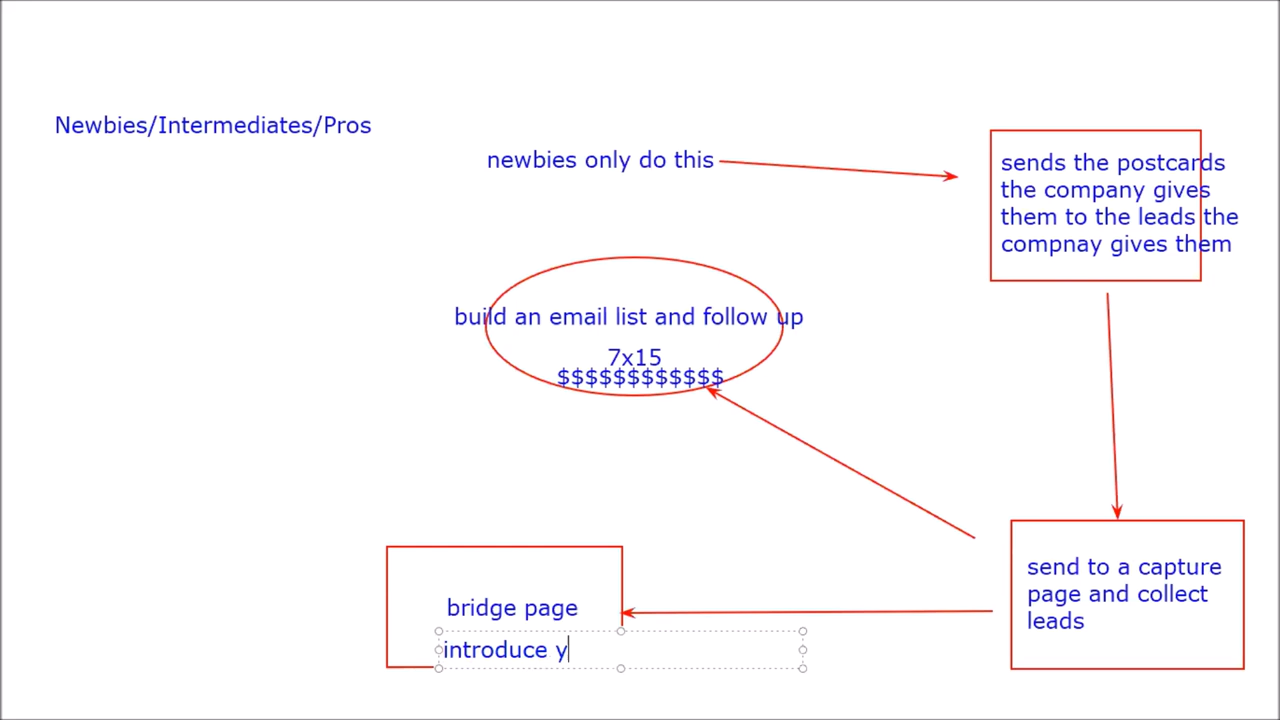 Newbies/Intermediates/Pros
newbies only do this
sends the postcards
the company gives
them to the leads the
compnay gives them
build an email list and follow up
7x15
$$$$$$$$$$$$
send to a capture
page and collect
leads
bridge page
introduce y